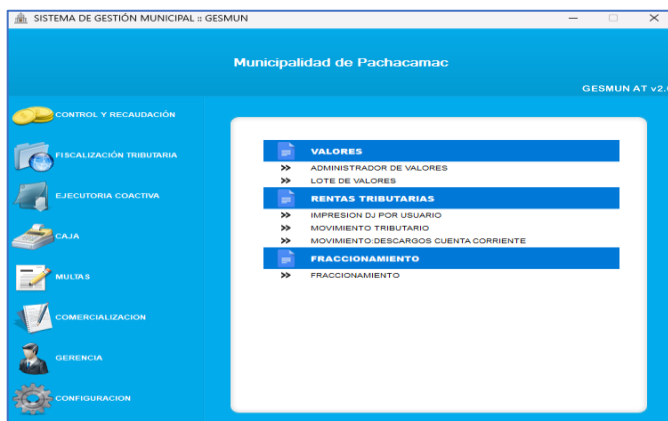 SISTEMA DE GESTIÓN MUNICIPAL :: GESMUN
Municipalidad de Pachacamac
GESMUN AT v2.
CONTROL Y RECAUDACIÓN
FISCALIZACIÓN TRIBUTARIA
EJECUTORIA COACTIVA
CAJA
MULTAS
COMERCIALIZACION
GERENCIA
CONFIGURACION
VALORES
ADMINISTRADOR DE VALORES
LOTE DE VALORES
RENTAS TRIBUTARIAS
IMPRESION DJ POR USUARIO
MOVIMIENTO TRIBUTARIO
MOVIMIENTO:DESCARGOS CUENTA CORRIENTE
FRACCIONAMIENTO
FRACCIONAMIENTO